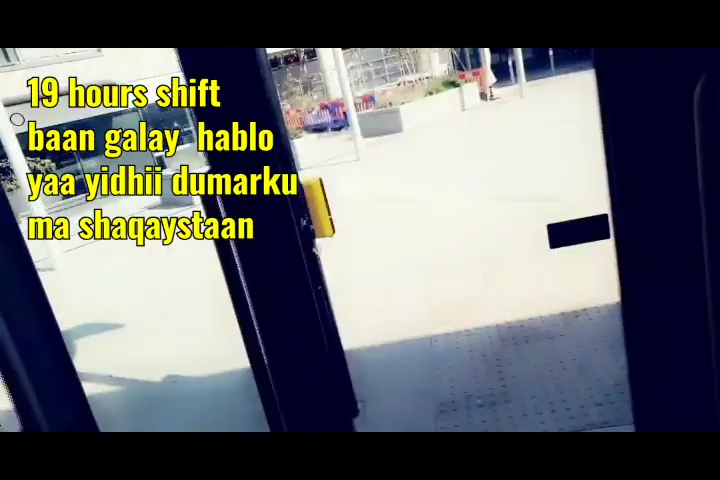 19 hours shift
baan galay hablo
yaa yidhii dumarku
ma shaqaystaan